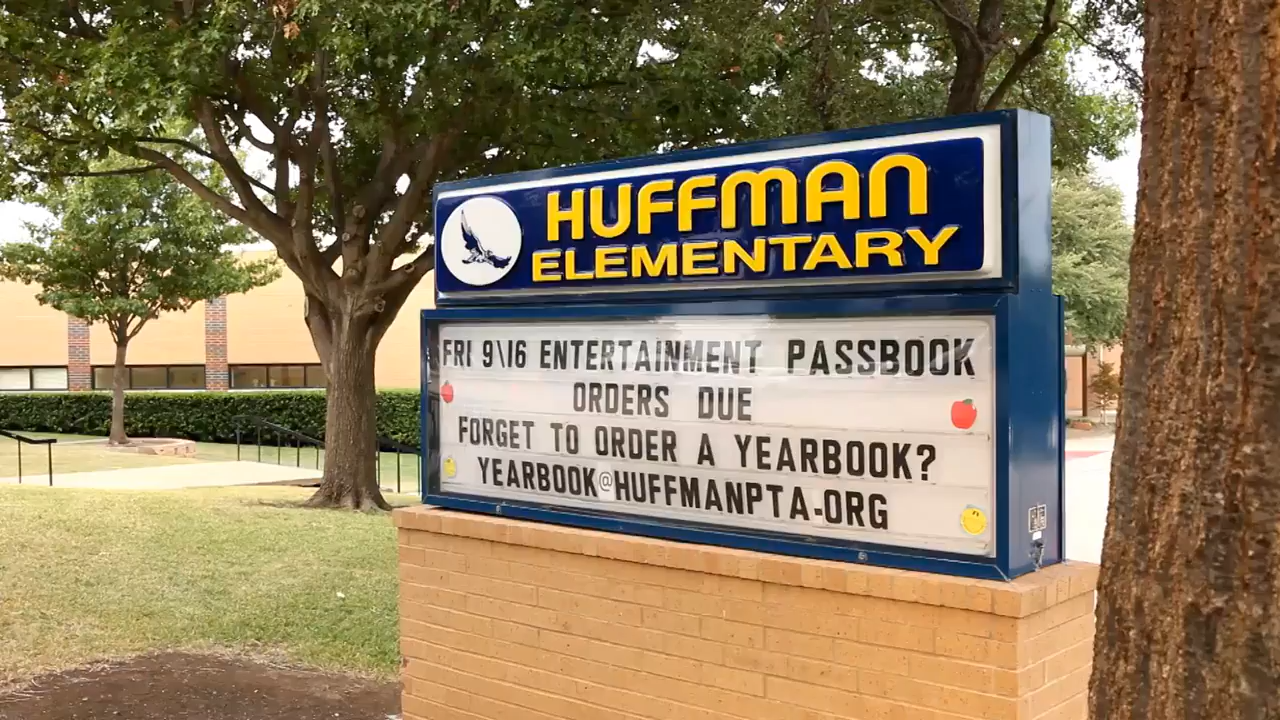 HUFFMAN
ELEMENTARY
FRI 9\16 ENTERTAINMENT PASSBOOK
ORDERS DUE
FORGET TO ORDER A YEARBOOK?
YEARBOOK@HUFFMANPTA-ORG